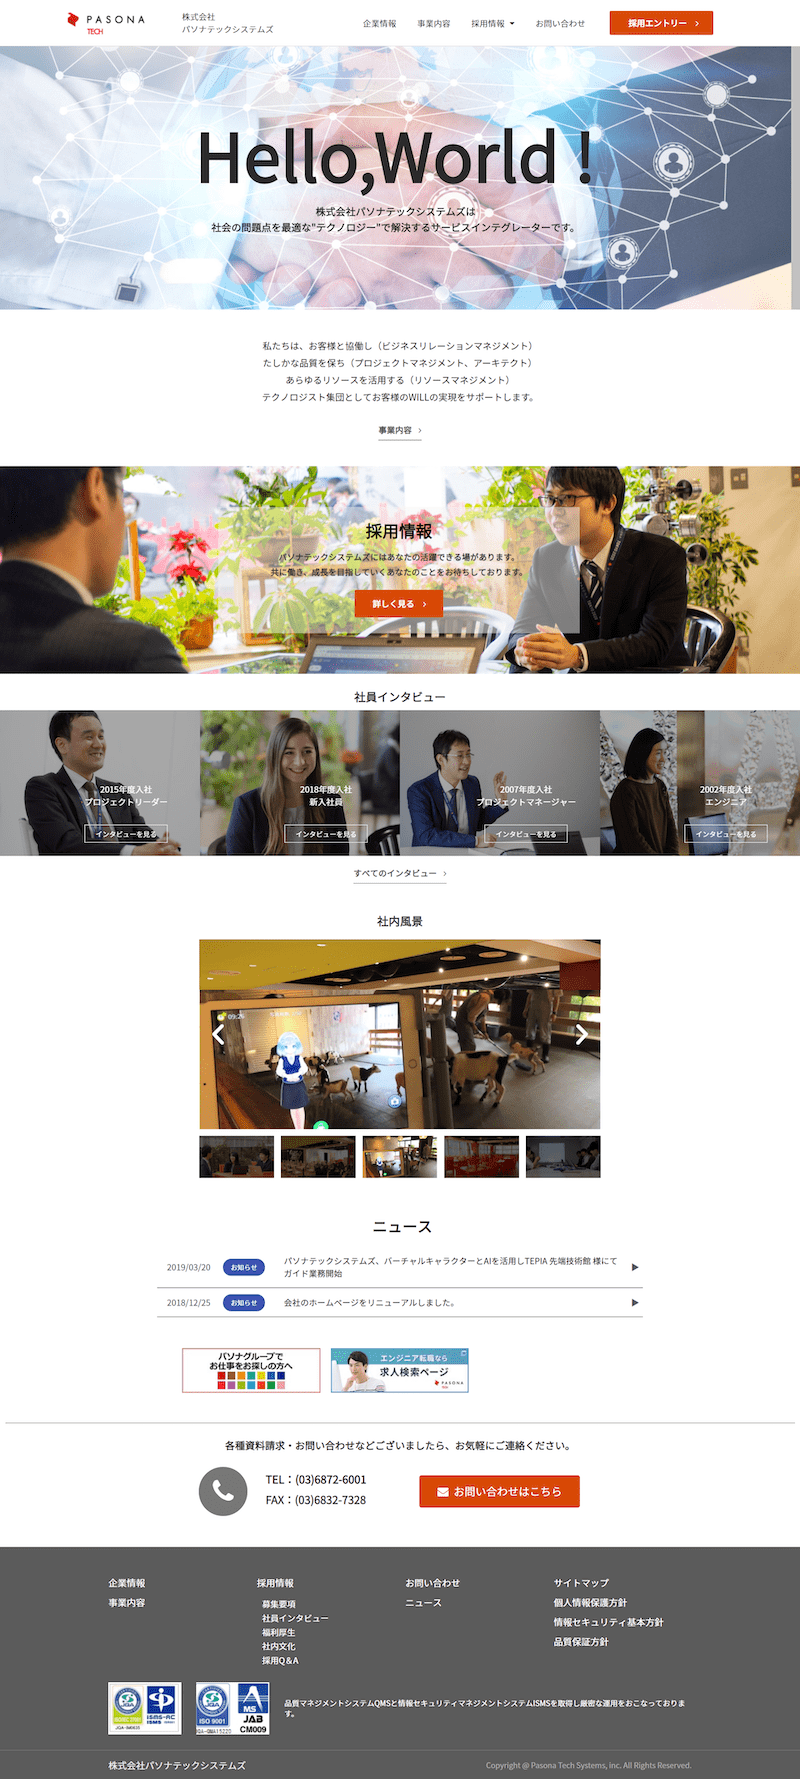 PASONA
TECH
株式会社
パソナテックシステムズ
企業情報
事業内容
採用情報
お問い合わせ
採用エントリー
Hello,World !
株式会社パソナテックシステムズは
社会の問題点を最適な"テクノロジー"で解決するサービスインテグレーターです。
私たちは、お客様と協働し（ビジネスリレーションマネジメント）
たしかな品質を保ち（プロジェクトマネジメント、アーキテクト）
あらゆるリソースを活用する（リソースマネジメント）
テクノロジスト集団としてお客様のWILLの実現をサポートします。
事業内容
採用情報
パソナテックシステムズにはあなたの活躍できる場があります。
共に働き、成長を目指していくあなたのことをお待ちしております。
詳しく見る
社員インタビュー
2015年度入社
プロジェクトリーダー
インタビューを見る
2018年度入社
新入社員
インタビューを見る
2007年度入社
プロジェクトマネージャー
インタビューを見る
2002年度入社
エンジニア
インタビューを見る
すべてのインタビュー
社内風景
09:25
ニュース
2019/03/20
お知らせ
パソナテックシステムズ、バーチャルキャラクターとAIを活用しTEPIA 先端技術館 様にて
ガイド業務開始
2018/12/25
お知らせ
会社のホームページをリニューアルしました。
パソナグループで
お仕事をお探しの方へ
エンジニア転職なら
求人検索ページ
PASONA
各種資料請求・お問い合わせなどございましたら、お気軽にご連絡ください。
TEL：(03)6872-6001
FAX：(03)6832-7328
お問い合わせはこちら
企業情報
事業内容
採用情報
募集要項
社員インタビュー
福利厚生
社内文化
採用Q＆A
お問い合わせ
ニュース
サイトマップ
個人情報保護方針
情報セキュリティ基本方針
品質保証方針
JQA
ISMS-AC
ISMS
JQA
ISO 9001
MS
JAB
CM009
品質マネジメントシステムQMSと情報セキュリティマネジメントシステムISMSを取得し厳密な運用をおこなっておりま
す。
株式会社パソナテックシステムズ
Copyright @ Pasona Tech Systems, inc. All Rights Reserved.